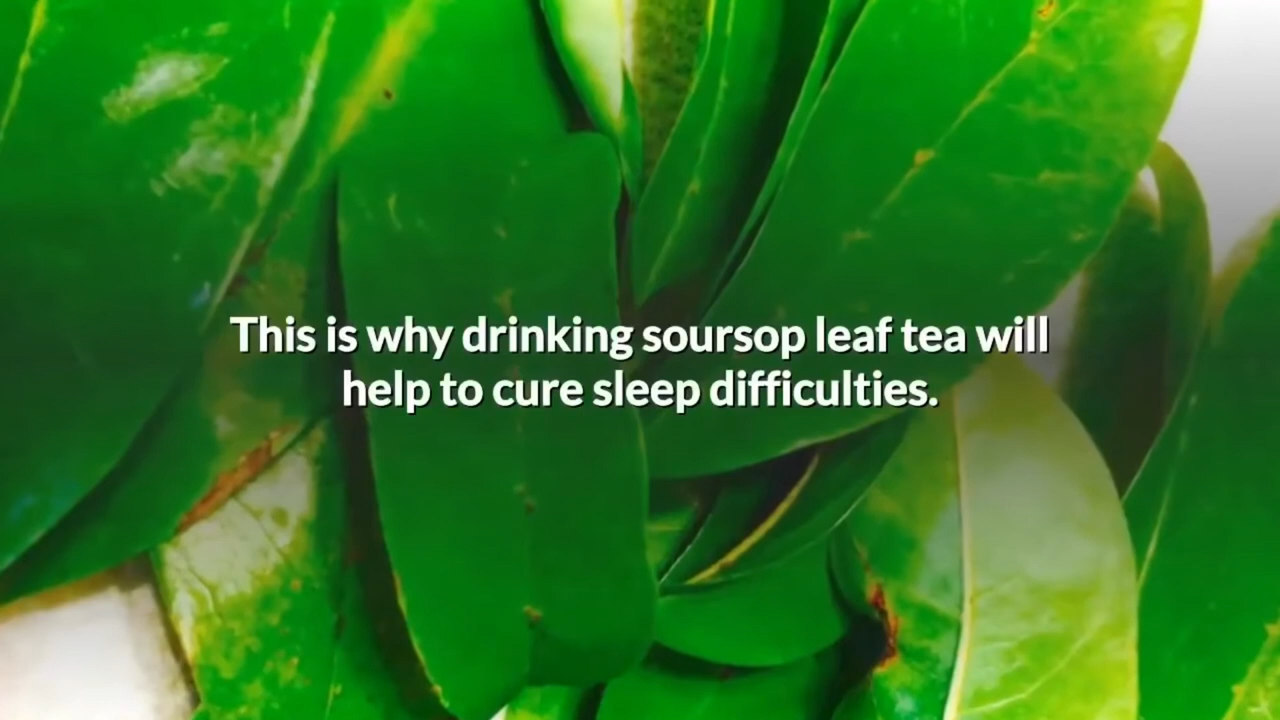 This is why drinking soursop leaf tea will
help to cure sleep difficulties.